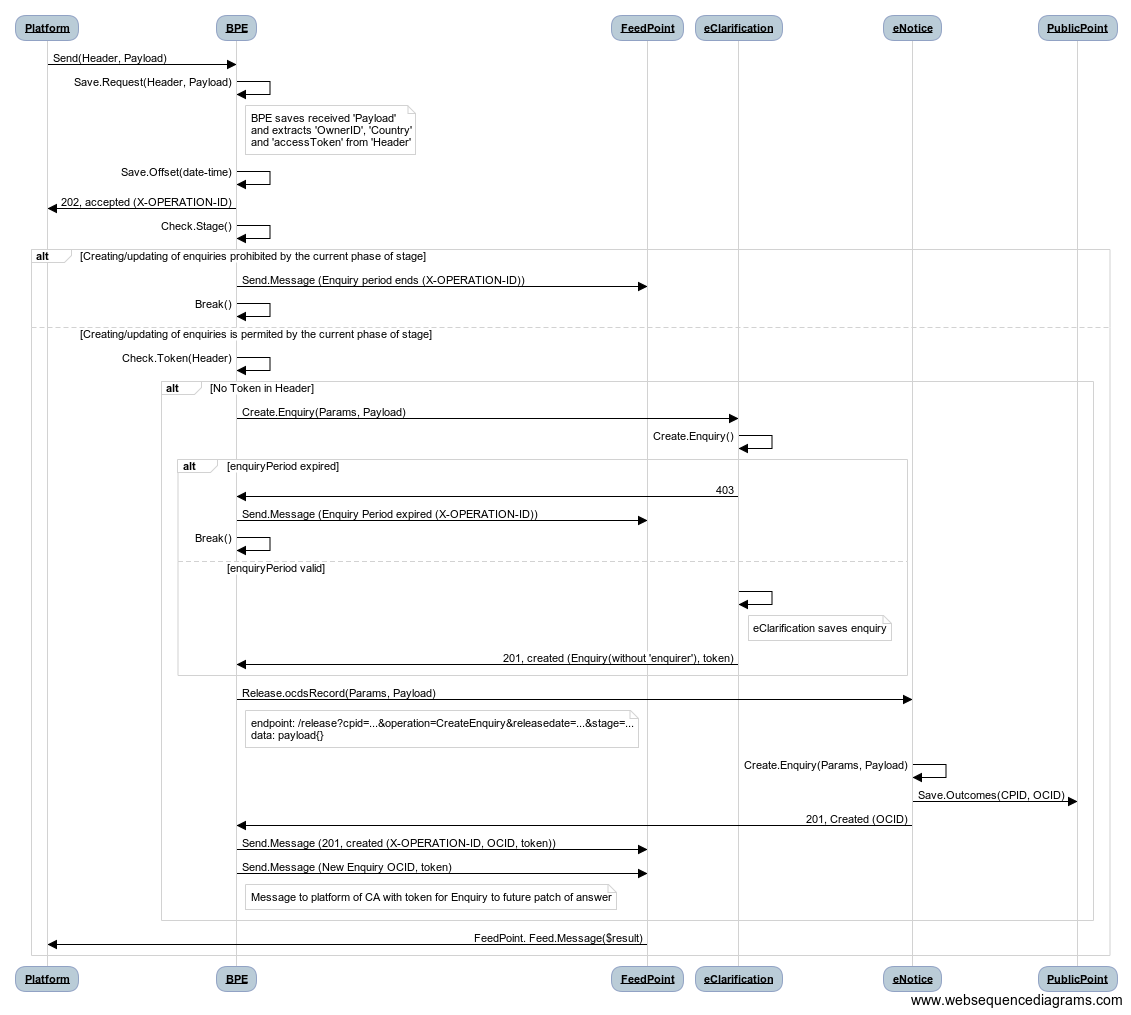 Platform BPE FeedPoint eClarification eNotice PublicPoint
Send(Header, Payload)
Save.Request(Header, Payload)
BPE saves received 'Payload'
and extracts 'OwnerID', 'Country'
and 'accessToken' from 'Header'
Save.Offset(date-time)
202, accepted (X-OPERATION-ID)
Check.Stage()
alt [Creating/updating of enquiries prohibited by the current phase of stage]
Send.Message (Enquiry period ends (X-OPERATION-ID))
Break()
[Creating/updating of enquiries is permited by the current phase of stage]
Check.Token(Header)
alt [No Token in Header]
Create.Enquiry(Params, Payload)
Create.Enquiry()
alt [enquiryPeriod expired]
403
Send.Message (Enquiry Period expired (X-OPERATION-ID))
Break()
[enquiryPeriod valid]
eClarification saves enquiry
201, created (Enquiry(without 'enquirer'), token)
Release.ocdsRecord(Params, Payload)
endpoint: /release?cpid=...&operation=CreateEnquiry&releasedate=...&stage=...
data: payload{}
Create.Enquiry(Params, Payload)
Save.Outcomes(CPID, OCID)
201, Created (OCID)
Send.Message (201, created (X-OPERATION-ID, OCID, token))
Send.Message (New Enquiry OCID, token)
Message to platform of CA with token for Enquiry to future patch of answer
FeedPoint. Feed.Message($result)
Platform BPE FeedPoint eClarification eNotice PublicPoint
www.websequencediagrams.com